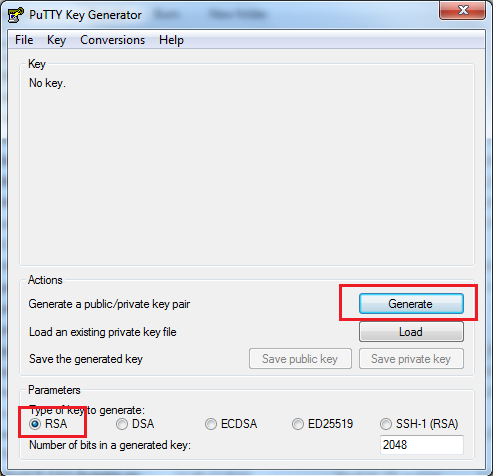 PuTTY Key Generator
File Key Conversions Help
Key
No key.
Actions
Generate a public/private key pair Generate
Load an existing private key file Load
Save the generated key Save public key Save private key
Parameters
Type of key to generate:
RSA DSA ECDSA ED25519 SSH-1 (RSA)
Number of bits in a generated key: 2048